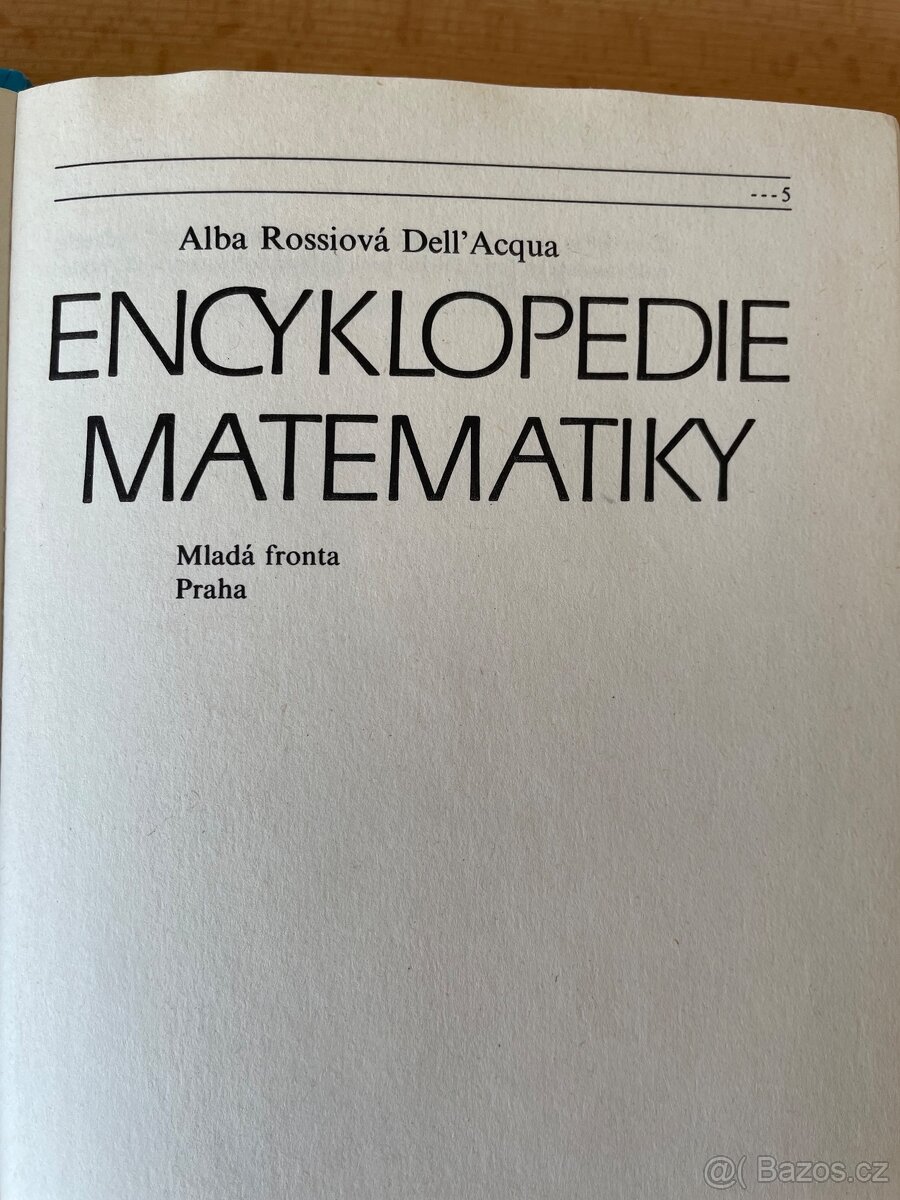 ---5
Alba Rossiová Dell'Acqua
ENCYKLOPEDIE
MATEMATIKY
Mladá fronta
Praha
@( Bazos.cz